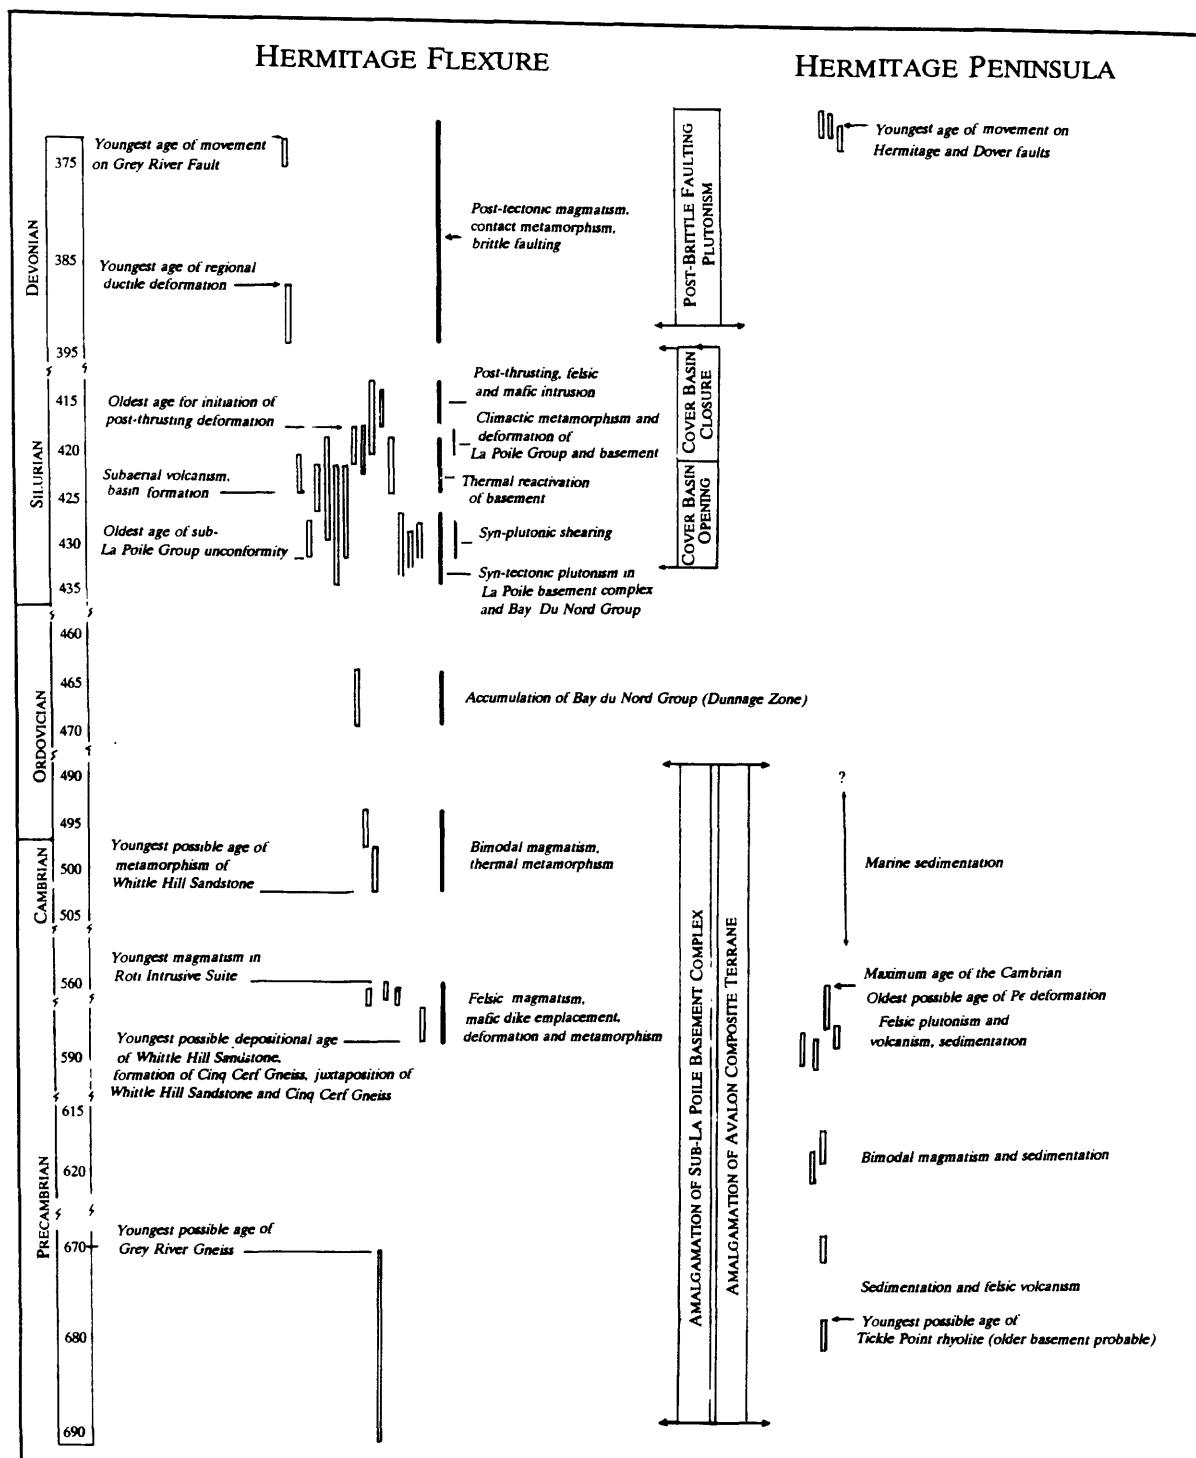 HERMITAGE FLEXURE
HERMITAGE PENINSULA
DEVONIAN
SILURIAN
ORDOVICIAN
CAMBRIAN
PRECAMBRIAN
375
385
395
415
420
425
430
435
460
465
470
490
495
500
505
560
590
615
620
670
680
690
Youngest age of movement
on Grey River Fault
Youngest age of regional
ductile deformation
Oldest age for initiation of
post-thrusting deformation
Subaerial volcanism,
basin formation
Oldest age of sub-
La Poile Group unconformity
Youngest possible age of
metamorphism of
Whittle Hill Sandstone
Youngest magmatism in
Roti Intrusive Suite
Youngest possible depositional age
of Whittle Hill Sandstone,
formation of Cinq Cerf Gneiss, juxtaposition of
Whittle Hill Sandstone and Cinq Cerf Gneiss
Youngest possible age of
Grey River Gneiss
Post-tectonic magmatism,
contact metamorphism,
brittle faulting
Post-thrusting, felsic
and mafic intrusion
Climactic metamorphism and
deformation of
La Poile Group and basement
Thermal reactivation
of basement
Syn-plutonic shearing
Syn-tectonic plutonism in
La Poile basement complex
and Bay Du Nord Group
Accumulation of Bay du Nord Group (Dunnage Zone)
Bimodal magmatism,
thermal metamorphism
Felsic magmatism,
mafic dike emplacement,
deformation and metamorphism
POST-BRITTLE FAULTING
PLUTONISM
COVER BASIN
CLOSURE
COVER BASIN
OPENING
AMALGAMATION OF SUB-LA POILE BASEMENT COMPLEX
AMALGAMATION OF AVALON COMPOSITE TERRANE
Youngest age of movement on
Hermitage and Dover faults
?
Marine sedimentation
Maximum age of the Cambrian
Oldest possible age of Pє deformation
Felsic plutonism and
volcanism, sedimentation
Bimodal magmatism and sedimentation
Sedimentation and felsic volcanism
Youngest possible age of
Tickle Point rhyolite (older basement probable)